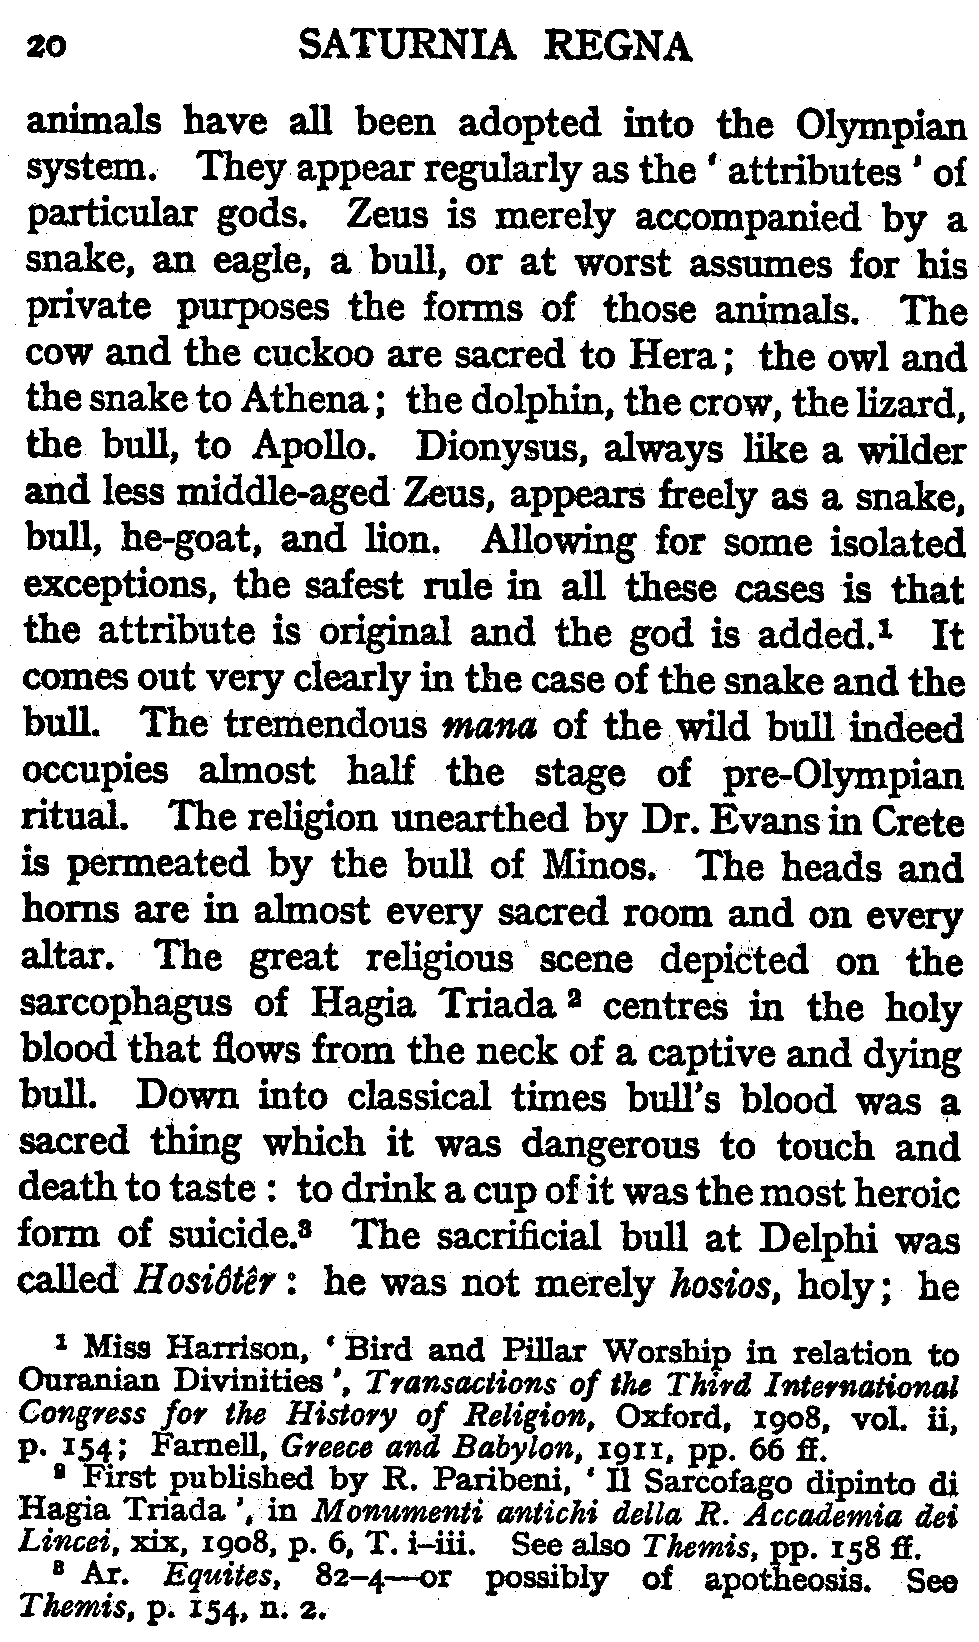 20 SATURNIA REGNA
animals have all been adopted into the Olympian
system. They appear regularly as the ‘ attributes ’ of
particular gods. Zeus is merely accompanied by a
snake, an eagle, a bull, or at worst assumes for his
private purposes the forms of those animals. The
cow and the cuckoo are sacred to Hera ; the owl and
the snake to Athena ; the dolphin, the crow, the lizard,
the bull, to Apollo. Dionysus, always like a wilder
and less middle-aged Zeus, appears freely as a snake,
bull, he-goat, and lion. Allowing for some isolated
exceptions, the safest rule in all these cases is that
the attribute is original and the god is added.¹ It
comes out very clearly in the case of the snake and the
bull. The tremendous mana of the wild bull indeed
occupies almost half the stage of pre-Olympian
ritual. The religion unearthed by Dr. Evans in Crete
is permeated by the bull of Minos. The heads and
horns are in almost every sacred room and on every
altar. The great religious scene depicted on the
sarcophagus of Hagia Triada ² centres in the holy
blood that flows from the neck of a captive and dying
bull. Down into classical times bull’s blood was a
sacred thing which it was dangerous to touch and
death to taste : to drink a cup of it was the most heroic
form of suicide.³ The sacrificial bull at Delphi was
called Hosiôtêr : he was not merely hosios, holy ; he
¹ Miss Harrison, ‘ Bird and Pillar Worship in relation to
Ouranian Divinities ’, Transactions of the Third International
Congress for the History of Religion, Oxford, 1908, vol. ii,
p. 154 ; Farnell, Greece and Babylon, 1911, pp. 66 ff.
² First published by R. Paribeni, ‘ Il Sarcofago dipinto di
Hagia Triada ’, in Monumenti antichi della R. Accademia dei
Lincei, xix, 1908, p. 6, T. i–iii. See also Themis, pp. 158 ff.
³ Ar. Equites, 82–4—or possibly of apotheosis. See
Themis, p. 154, n. 2.